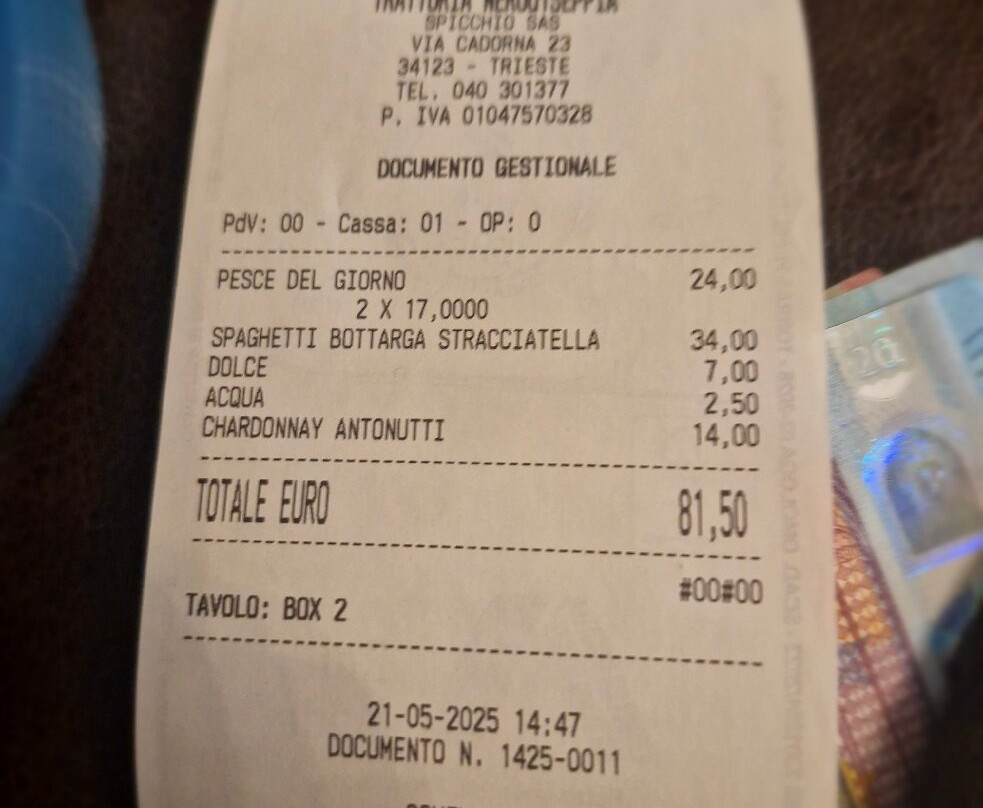 TRATTORIA NERODISEPPIA
SPICCHIO SAS
VIA CADORNA 23
34123 - TRIESTE
TEL. 040 301377
P. IVA 01047570328
DOCUMENTO GESTIONALE
PdV: 00 - Cassa: 01 - OP: 0
PESCE DEL GIORNO 24,00
2 X 17,0000
SPAGHETTI BOTTARGA STRACCIATELLA 34,00
DOLCE 7,00
ACQUA 2,50
CHARDONNAY ANTONUTTI 14,00
TOTALE EURO 81,50
#00#00
TAVOLO: BOX 2
21-05-2025 14:47
DOCUMENTO N. 1425-0011
20